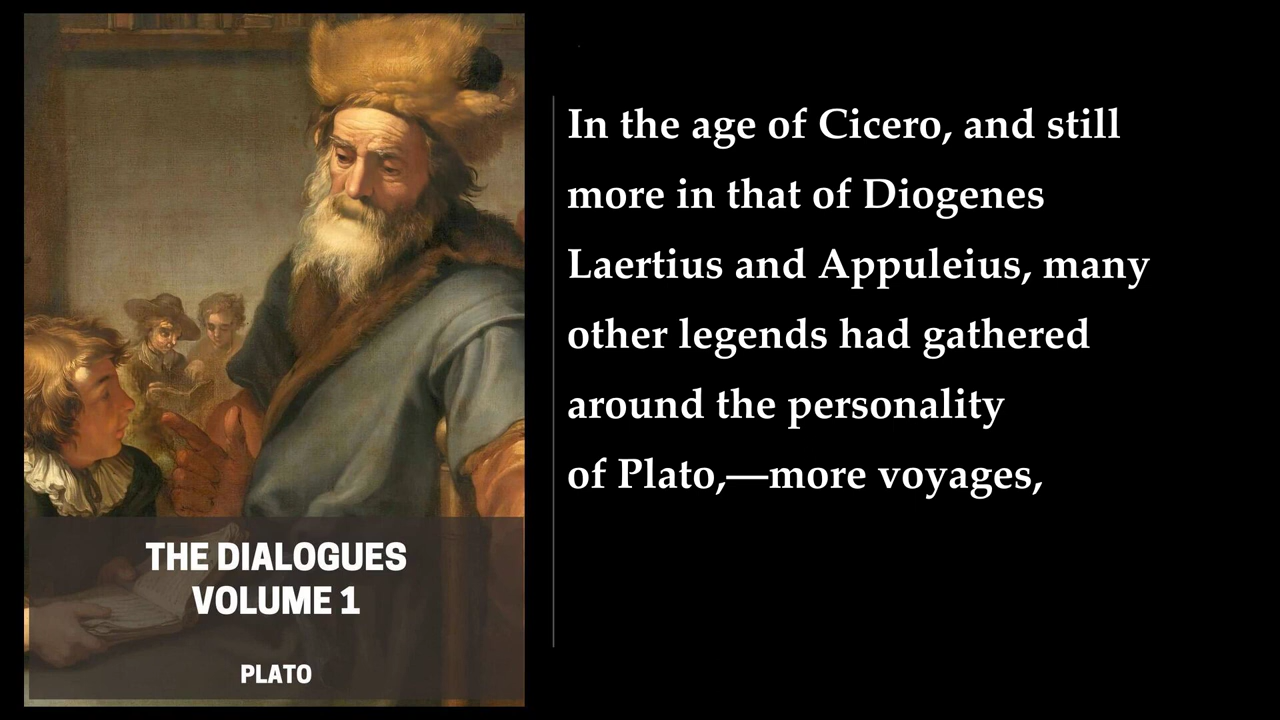 THE DIALOGUES
VOLUME 1
PLATO
In the age of Cicero, and still
more in that of Diogenes
Laertius and Appuleius, many
other legends had gathered
around the personality
of Plato,—more voyages,